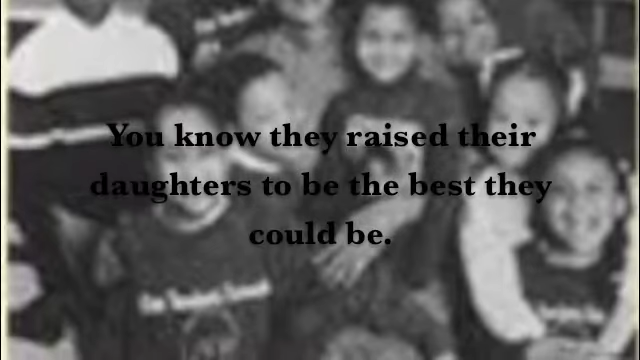 You know they raised their
daughters to be the best they
could be.